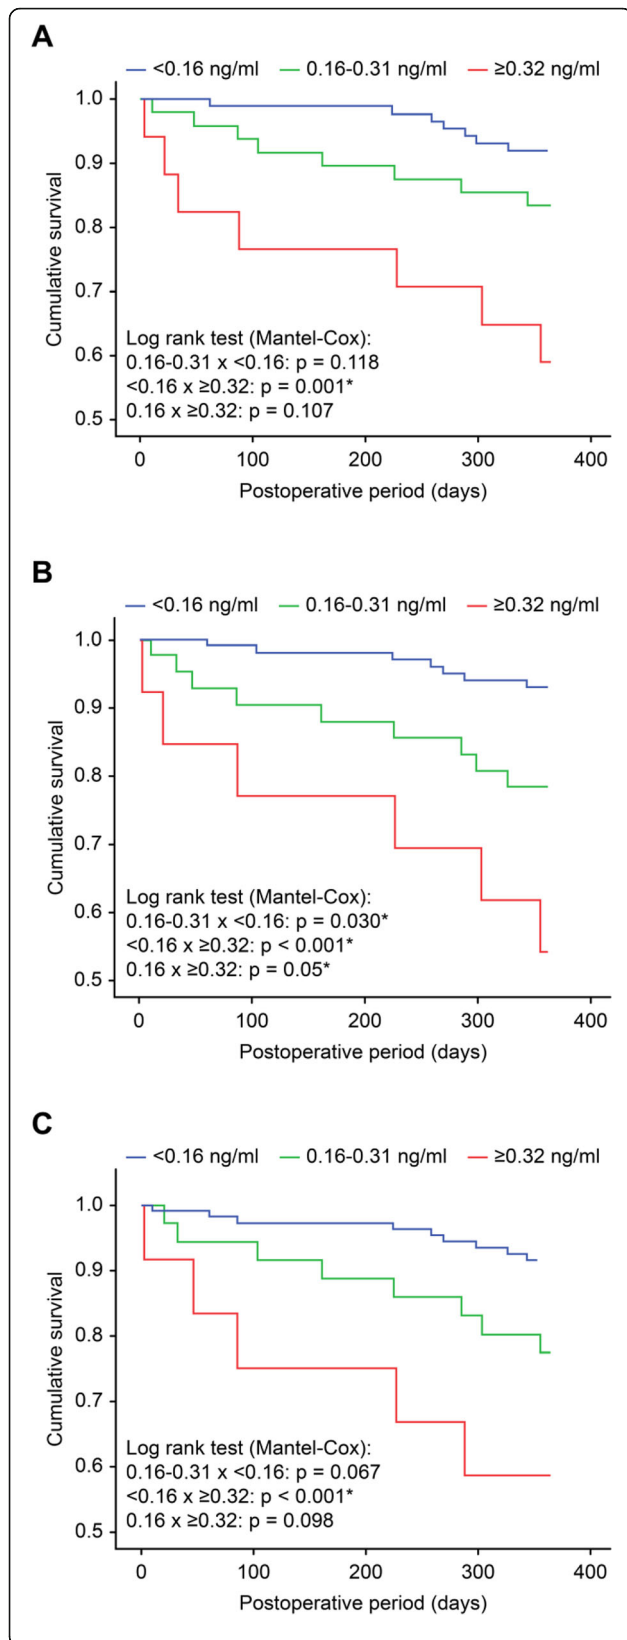 A
<0.16 ng/ml 0.16-0.31 ng/ml ≥0.32 ng/ml
1.0
0.9
0.8
0.7
0.6
0.5
Cumulative survival
Log rank test (Mantel-Cox):
0.16-0.31 x <0.16: p = 0.118
<0.16 x ≥0.32: p = 0.001*
0.16 x ≥0.32: p = 0.107
0 100 200 300 400
Postoperative period (days)
B
<0.16 ng/ml 0.16-0.31 ng/ml ≥0.32 ng/ml
1.0
0.9
0.8
0.7
0.6
0.5
Cumulative survival
Log rank test (Mantel-Cox):
0.16-0.31 x <0.16: p = 0.030*
<0.16 x ≥0.32: p < 0.001*
0.16 x ≥0.32: p = 0.05*
0 100 200 300 400
Postoperative period (days)
C
<0.16 ng/ml 0.16-0.31 ng/ml ≥0.32 ng/ml
1.0
0.9
0.8
0.7
0.6
0.5
Cumulative survival
Log rank test (Mantel-Cox):
0.16-0.31 x <0.16: p = 0.067
<0.16 x ≥0.32: p < 0.001*
0.16 x ≥0.32: p = 0.098
0 100 200 300 400
Postoperative period (days)